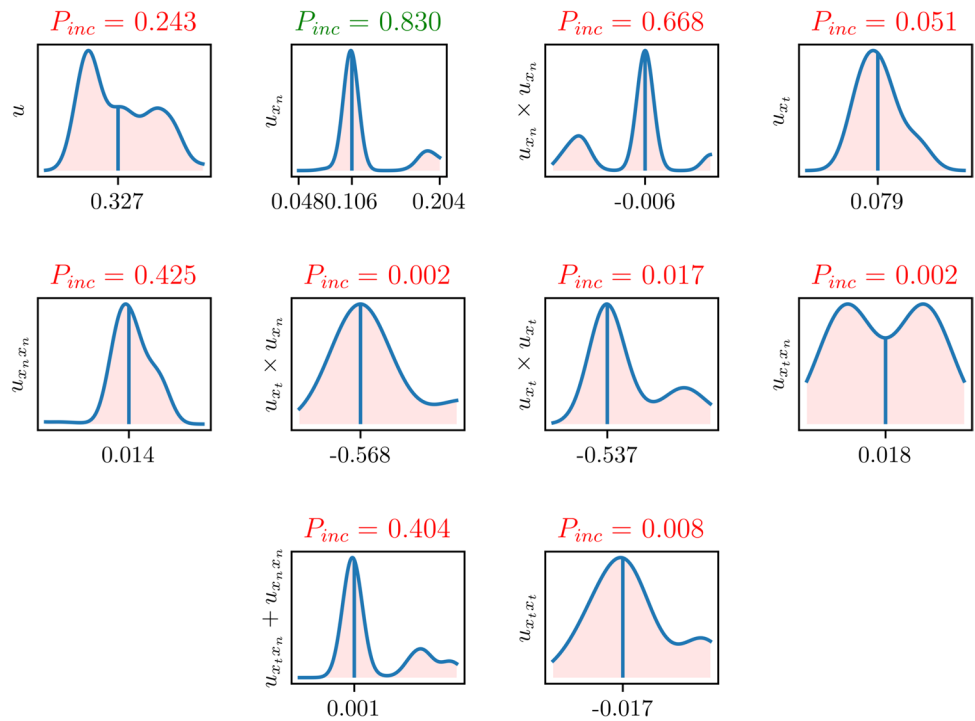 P_inc = 0.243
P_inc = 0.830
P_inc = 0.668
P_inc = 0.051
u
u_{x_n}
u_{x_n} × u_{x_n}
u_{x_t}
0.327
0.048 0.106 0.204
-0.006
0.079
P_inc = 0.425
P_inc = 0.002
P_inc = 0.017
P_inc = 0.002
u_{x_n x_n}
u_{x_t} × u_{x_n}
u_{x_t} × u_{x_t}
u_{x_t x_n}
0.014
-0.568
-0.537
0.018
P_inc = 0.404
P_inc = 0.008
u_{x_t x_n} + u_{x_n x_n}
u_{x_t x_t}
0.001
-0.017